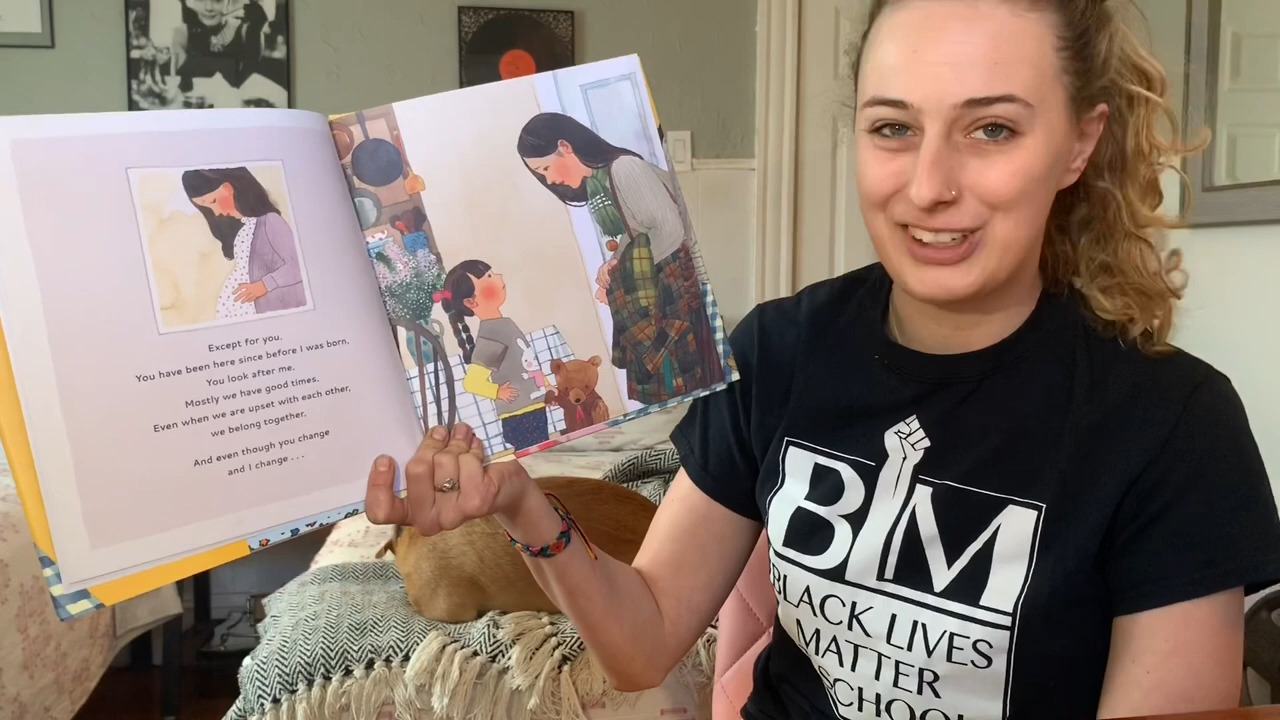 Except for you.
You have been here since before I was born.
You look after me.
Mostly we have good times.
Even when we are upset with each other,
we belong together.
And even though you change
and I change . . .
BLM
BLACK LIVES
MATTER
SCHOOL